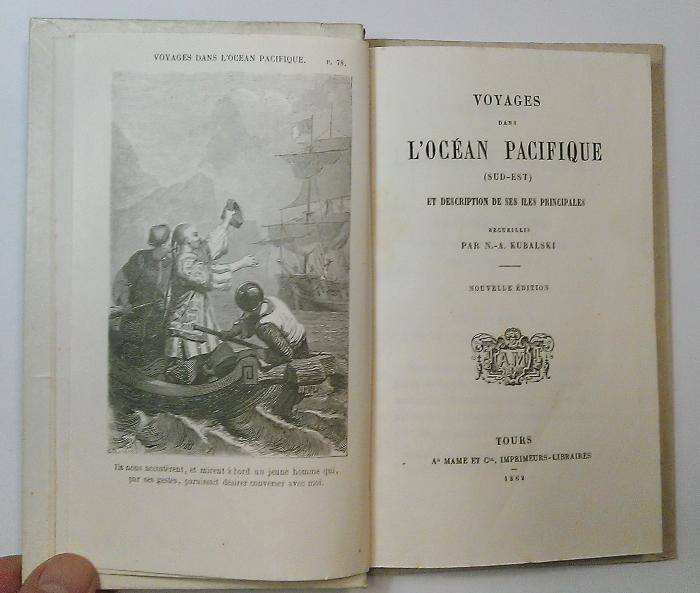 VOYAGES DANS L'OCEAN PACIFIQUE. P. 78.
Ils nous accostèrent, et mirent à bord un jeune homme qui,
par ses gestes, paraissait désirer converser avec moi.
VOYAGES
DANS
L'OCÉAN PACIFIQUE
(SUD-EST)
ET DESCRIPTION DE SES ILES PRINCIPALES
RECUEILLIS
PAR N.-A. KUBALSKI
NOUVELLE ÉDITION
AM
TOURS
Ad MAME ET Cie, IMPRIMEURS-LIBRAIRES